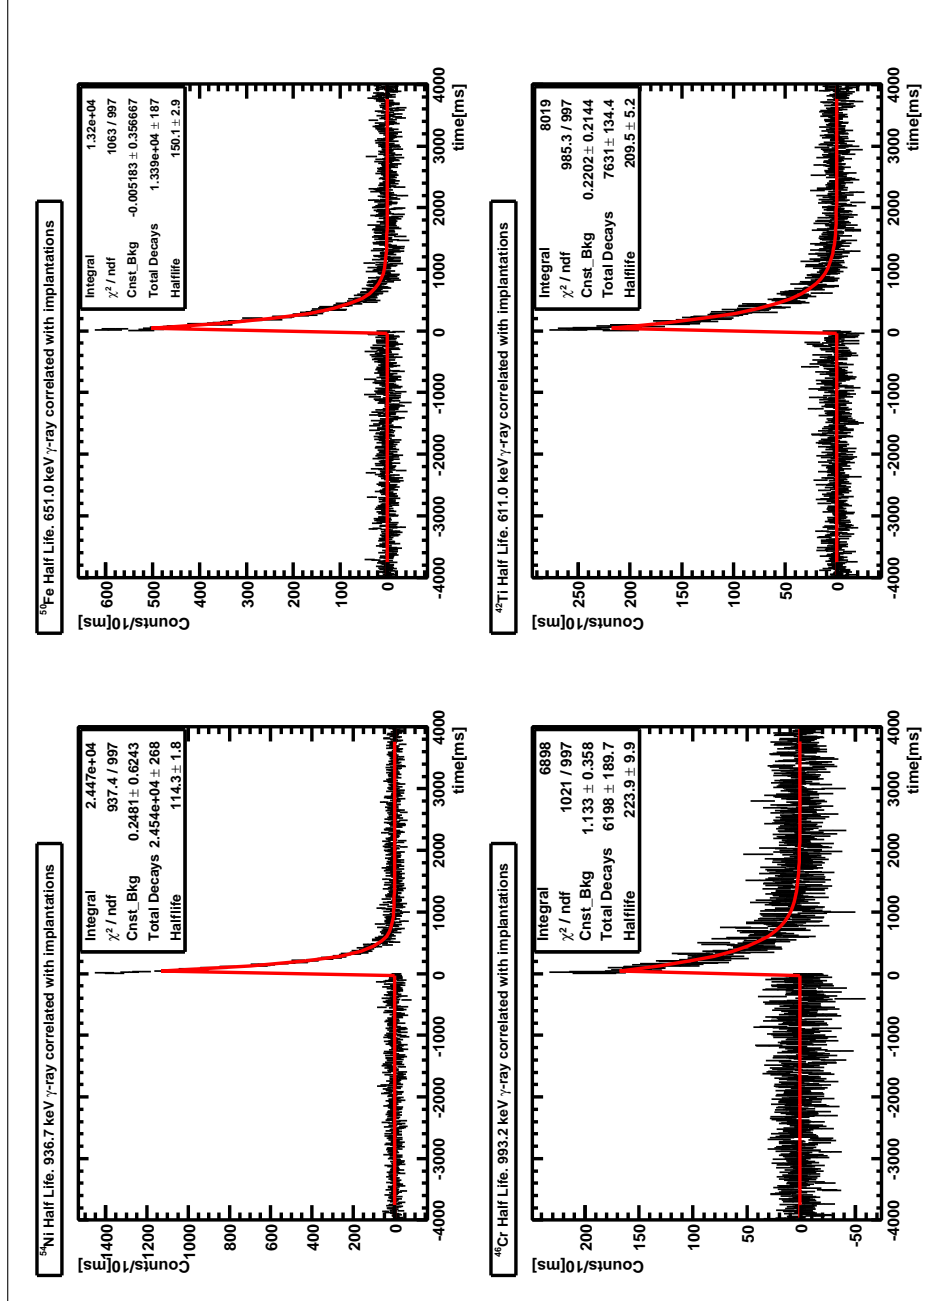 ⁵⁴Ni Half Life. 936.7 keV γ-ray correlated with implantations
Counts/10[ms]
1400
1200
1000
800
600
400
200
0
Integral 2.447e+04
χ² / ndf 937.4 / 997
Cnst_Bkg 0.2481 ± 0.6243
Total Decays 2.454e+04 ± 268
Halflife 114.3 ± 1.8
-4000 -3000 -2000 -1000 0 1000 2000 3000 4000
time[ms]
⁵⁰Fe Half Life. 651.0 keV γ-ray correlated with implantations
Counts/10[ms]
600
500
400
300
200
100
0
Integral 1.32e+04
χ² / ndf 1063 / 997
Cnst_Bkg -0.005183 ± 0.356667
Total Decays 1.339e+04 ± 187
Halflife 150.1 ± 2.9
-4000 -3000 -2000 -1000 0 1000 2000 3000 4000
time[ms]
⁴⁶Cr Half Life. 993.2 keV γ-ray correlated with implantations
Counts/10[ms]
200
150
100
50
0
-50
Integral 6898
χ² / ndf 1021 / 997
Cnst_Bkg 1.133 ± 0.358
Total Decays 6198 ± 189.7
Halflife 223.9 ± 9.9
-4000 -3000 -2000 -1000 0 1000 2000 3000 4000
time[ms]
⁴²Ti Half Life. 611.0 keV γ-ray correlated with implantations
Counts/10[ms]
250
200
150
100
50
0
Integral 8019
χ² / ndf 985.3 / 997
Cnst_Bkg 0.2202 ± 0.2144
Total Decays 7631 ± 134.4
Halflife 209.5 ± 5.2
-4000 -3000 -2000 -1000 0 1000 2000 3000 4000
time[ms]